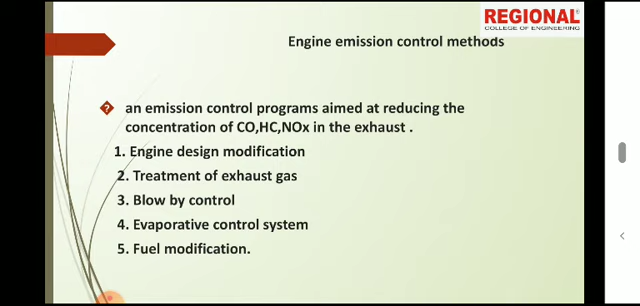 REGIONAL
COLLEGE OF ENGINEERING
Engine emission control methods
? an emission control programs aimed at reducing the
concentration of CO,HC,NOx in the exhaust .
1. Engine design modification
2. Treatment of exhaust gas
3. Blow by control
4. Evaporative control system
5. Fuel modification.